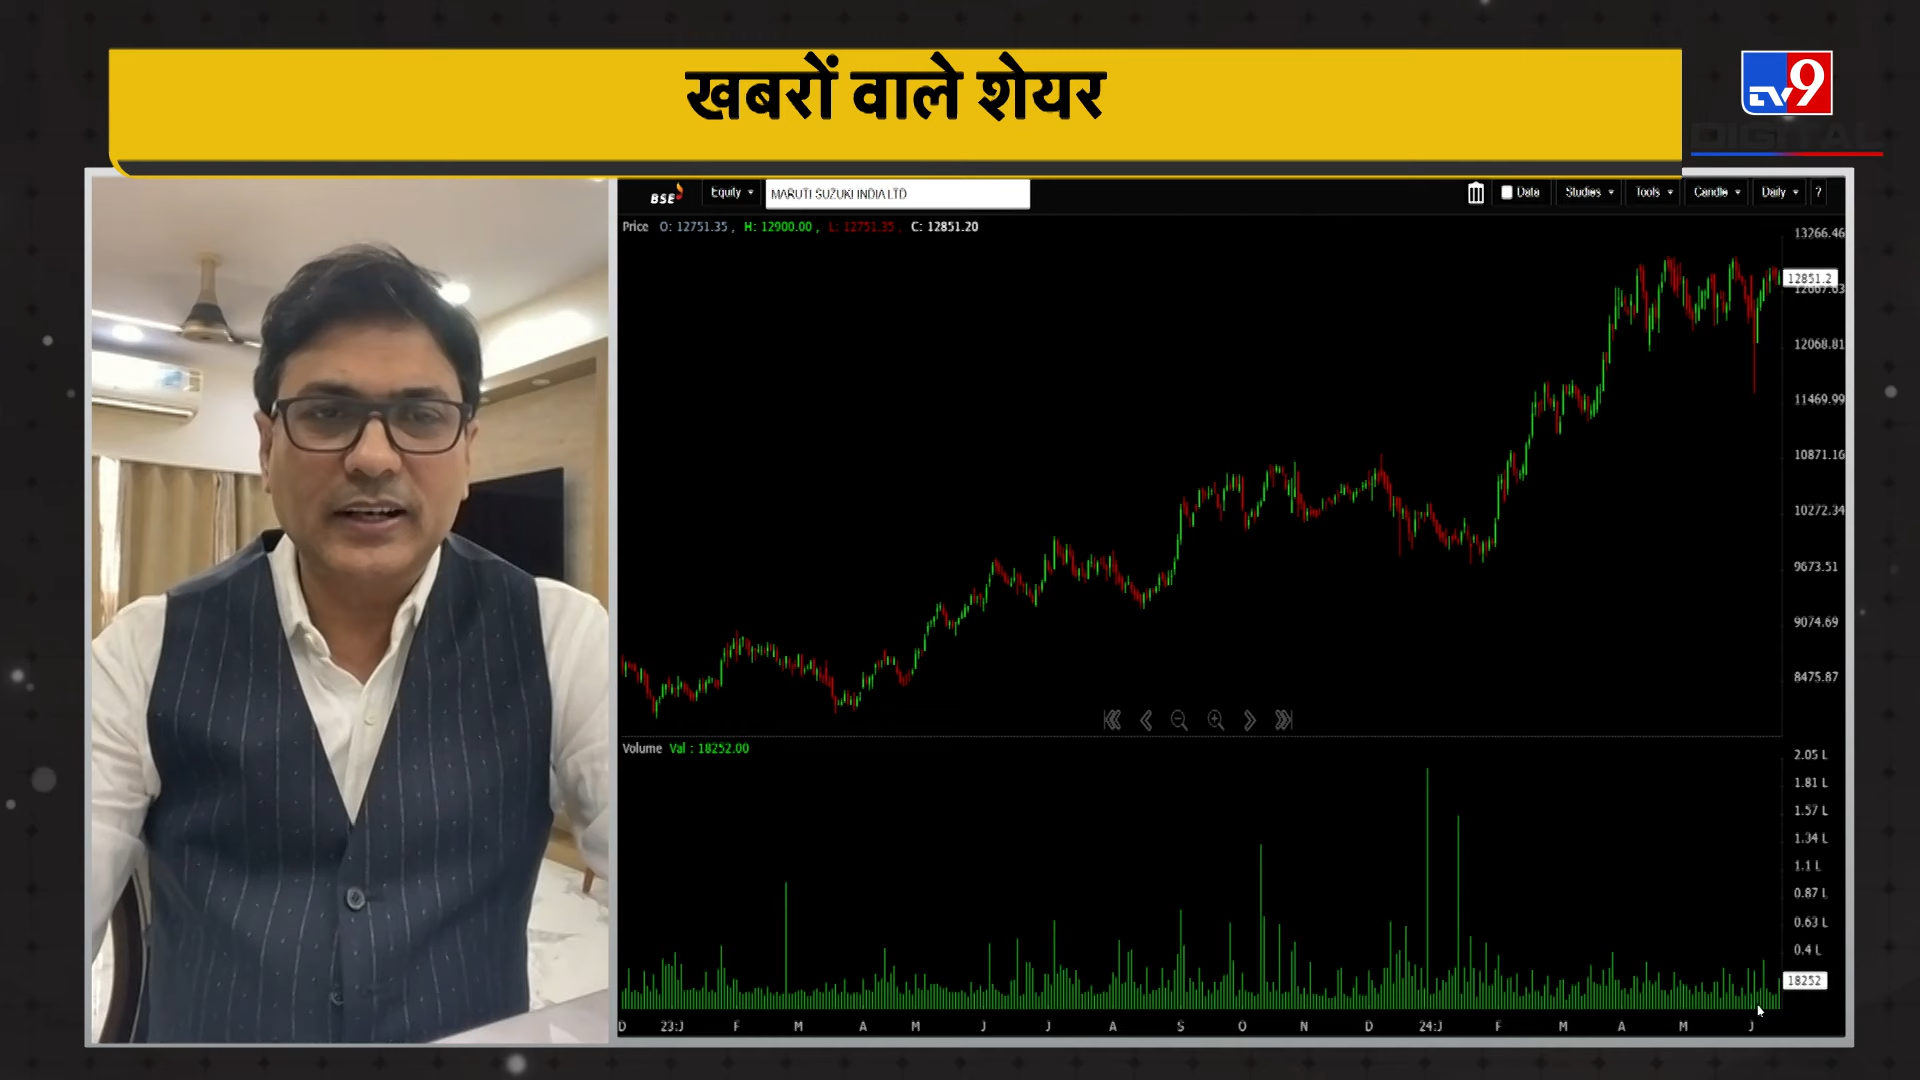 खबरों वाले शेयर
TV9
DIGITAL
BSE Equity MARUTI SUZUKI INDIA LTD Data Studies Tools Candle Daily ?
Price O: 12751.35 , H: 12900.00 , L: 12751.35 , C: 12851.20
13266.46
12851.2
12068.81
11469.99
10871.16
10272.34
9673.51
9074.69
8475.87
Volume Val : 18252.00
2.05 L
1.81 L
1.57 L
1.34 L
1.1 L
0.87 L
0.63 L
0.4 L
18252
D 23:J F M A M J J A S O N D 24:J F M A M J